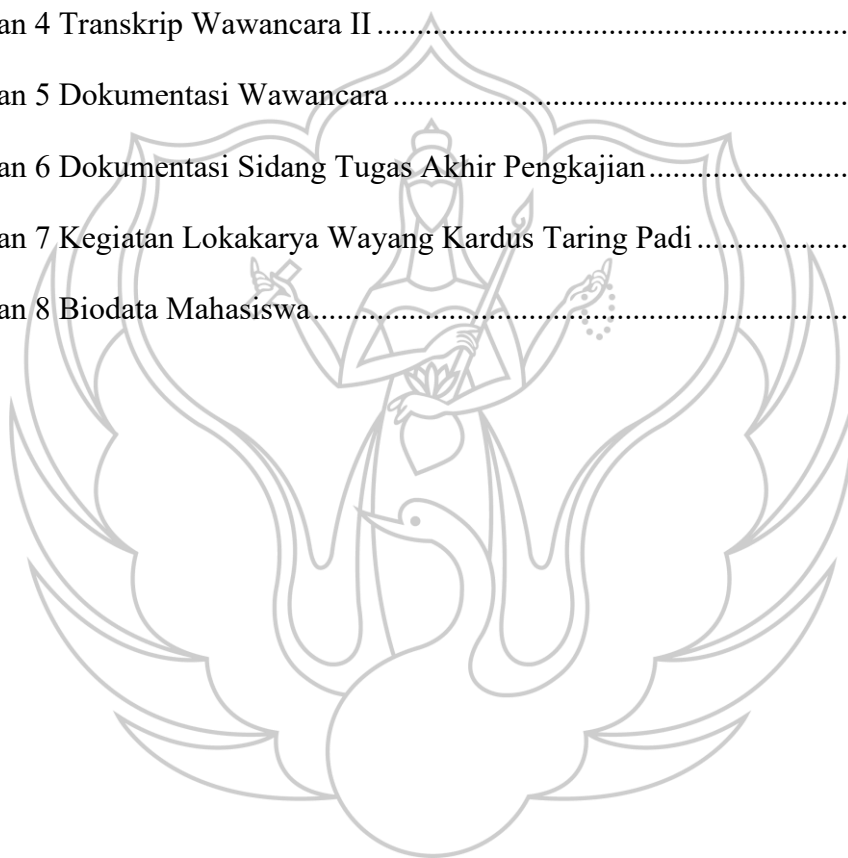 an 4 Transkrip Wawancara II ..........................................................
an 5 Dokumentasi Wawancara ........................................................
an 6 Dokumentasi Sidang Tugas Akhir Pengkajian ........................
an 7 Kegiatan Lokakarya Wayang Kardus Taring Padi ..................
an 8 Biodata Mahasiswa ..................................................................